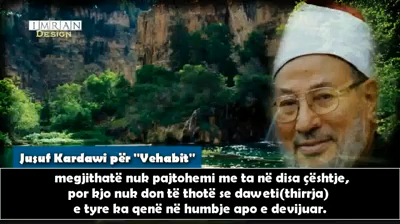 IMRAN
Design
Jusuf Kardawi për "Vehabit"
megjithatë nuk pajtohemi me ta në disa çështje,
por kjo nuk don të thotë se daweti(thirrja)
e tyre ka qenë në humbje apo e devijuar.